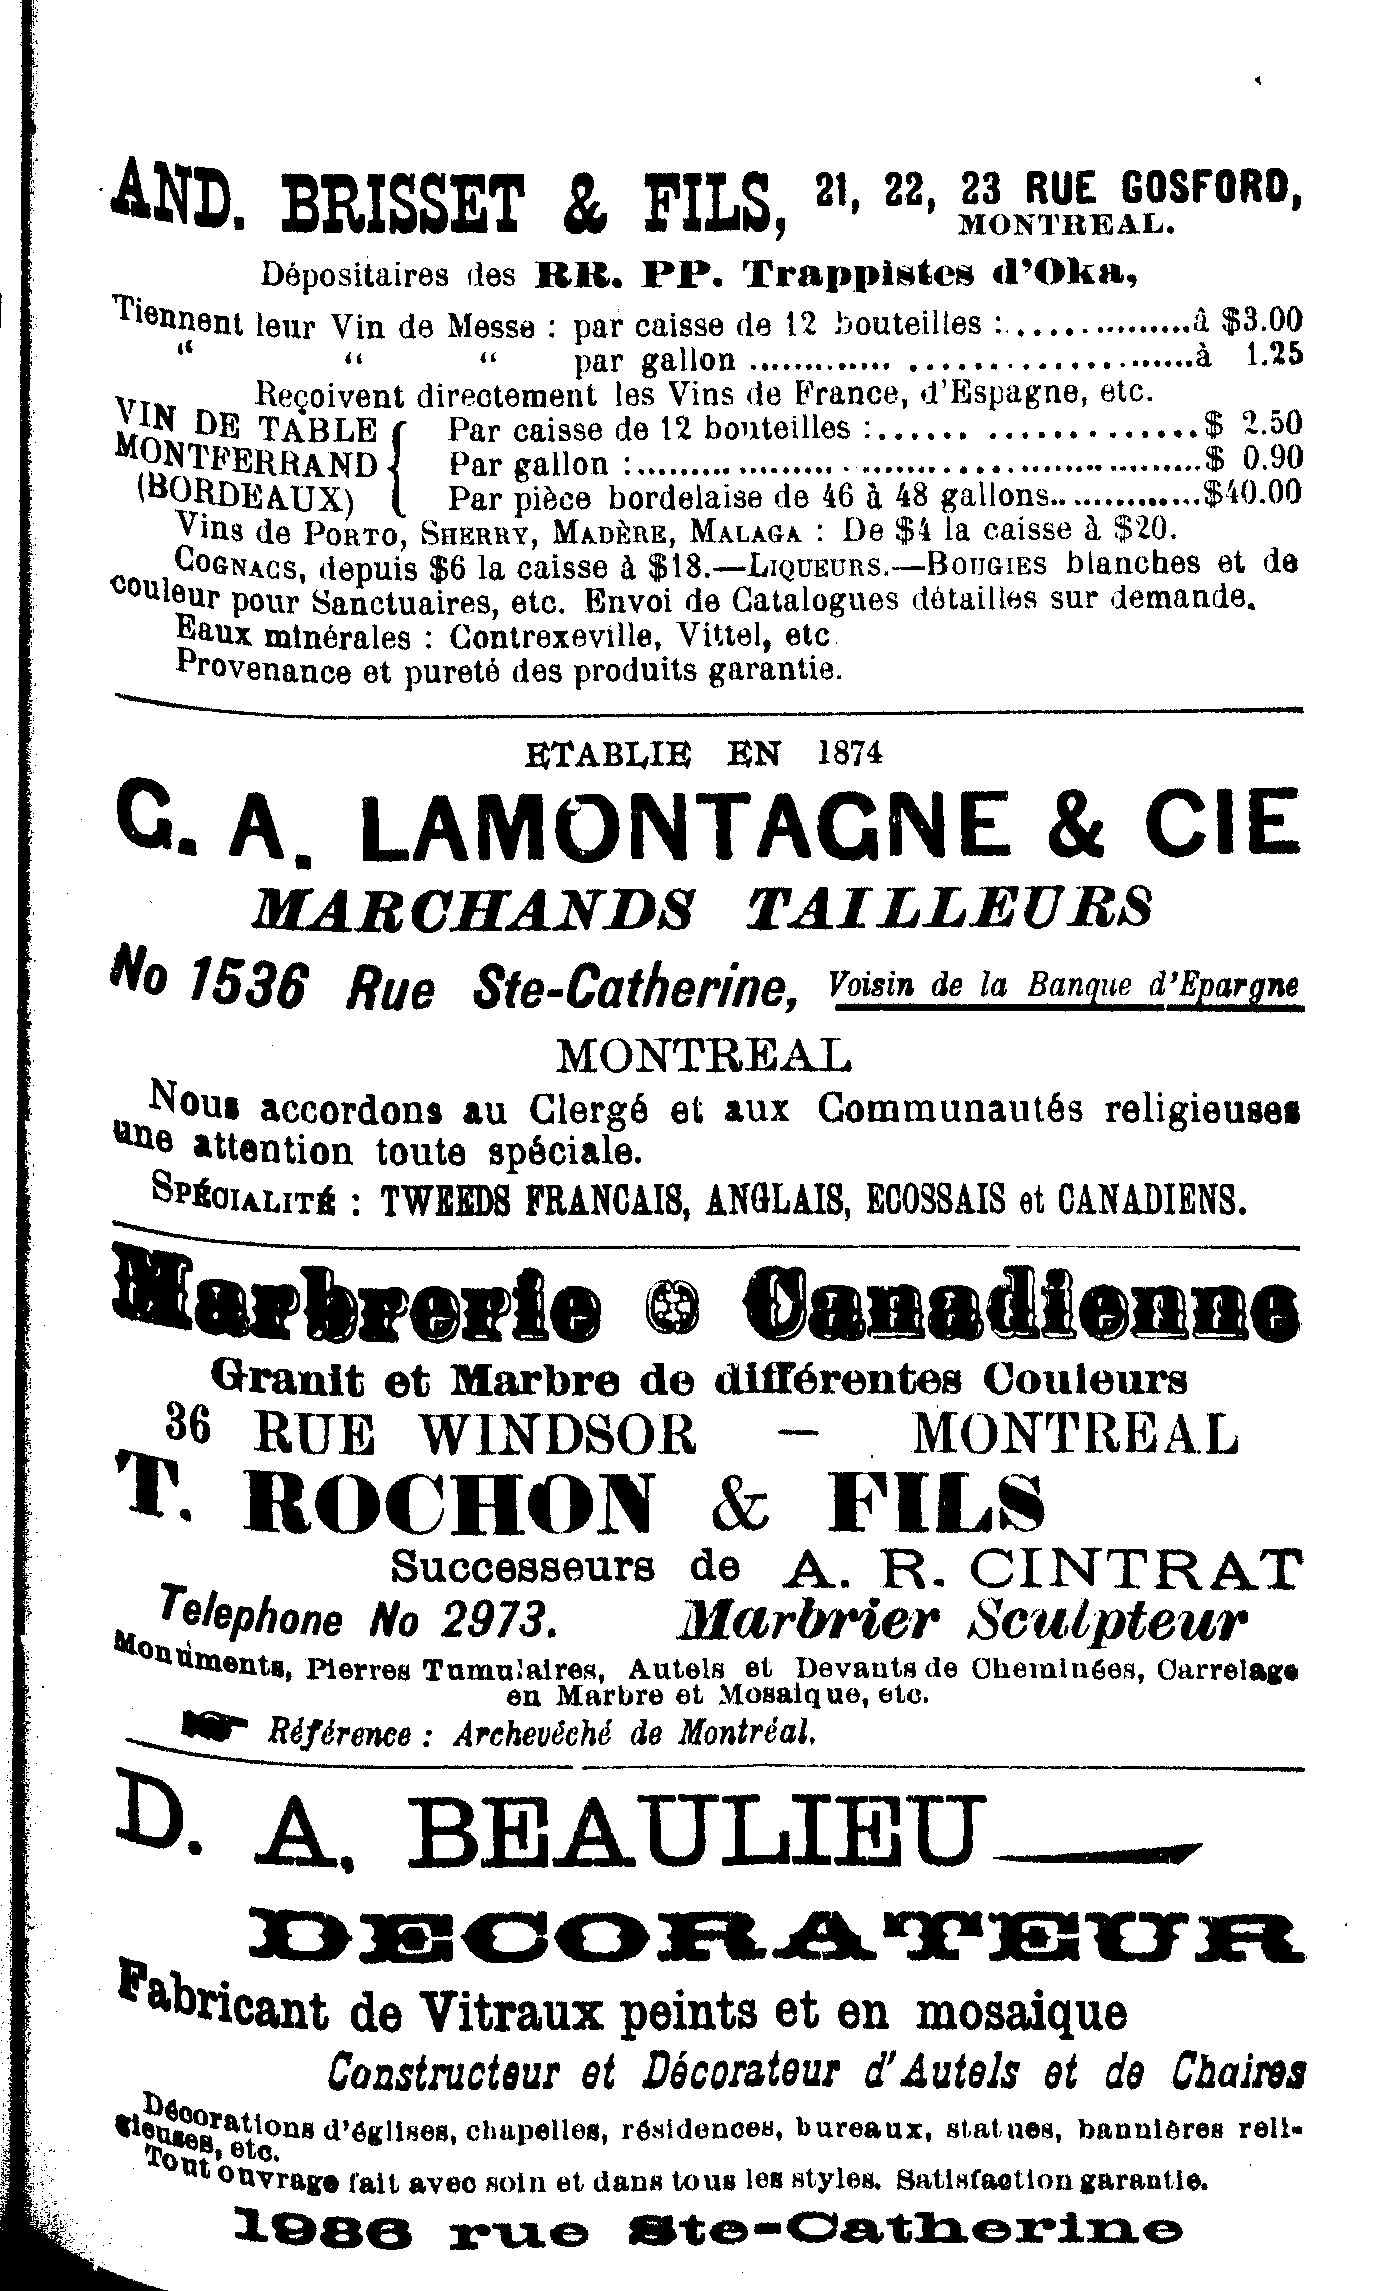 AND. BRISSET & FILS, 21, 22, 23 RUE GOSFORD,
MONTREAL.
Dépositaires des RR. PP. Trappistes d'Oka,
Tiennent leur Vin de Messe : par caisse de 12 bouteilles :...............à $3.00
“ “ “ par gallon ..................................à 1.25
Reçoivent directement les Vins de France, d'Espagne, etc.
VIN DE TABLE { Par caisse de 12 bouteilles :...................$ 2.50
MONTFERRAND { Par gallon :........................................$ 0.90
(BORDEAUX) { Par pièce bordelaise de 46 à 48 gallons..............$40.00
Vins de PORTO, SHERRY, MADÈRE, MALAGA : De $4 la caisse à $20.
COGNACS, depuis $6 la caisse à $18.—LIQUEURS.—BOUGIES blanches et de
couleur pour Sanctuaires, etc. Envoi de Catalogues détaillés sur demande.
Eaux minérales : Contrexeville, Vittel, etc
Provenance et pureté des produits garantie.
ETABLIE EN 1874
G. A. LAMONTAGNE & CIE
MARCHANDS TAILLEURS
No 1536 Rue Ste-Catherine, Voisin de la Banque d'Epargne
MONTREAL
Nous accordons au Clergé et aux Communautés religieuses
une attention toute spéciale.
SPÉCIALITÉ : TWEEDS FRANCAIS, ANGLAIS, ECOSSAIS et CANADIENS.
Marbrerie Canadienne
Granit et Marbre de différentes Couleurs
36 RUE WINDSOR — MONTREAL
T. ROCHON & FILS
Successeurs de A. R. CINTRAT
Telephone No 2973. Marbrier Sculpteur
Monuments, Pierres Tumulaires, Autels et Devants de Cheminées, Carrelage
en Marbre et Mosaique, etc.
Référence : Archevéché de Montréal.
D. A. BEAULIEU
DECORATEUR
Fabricant de Vitraux peints et en mosaique
Constructeur et Décorateur d'Autels et de Chaires
Décorations d'églises, chapelles, résidences, bureaux, statues, bannières reli-
gieuses, etc.
Tout ouvrage fait avec soin et dans tous les styles. Satisfaction garantie.
1986 rue Ste-Catherine